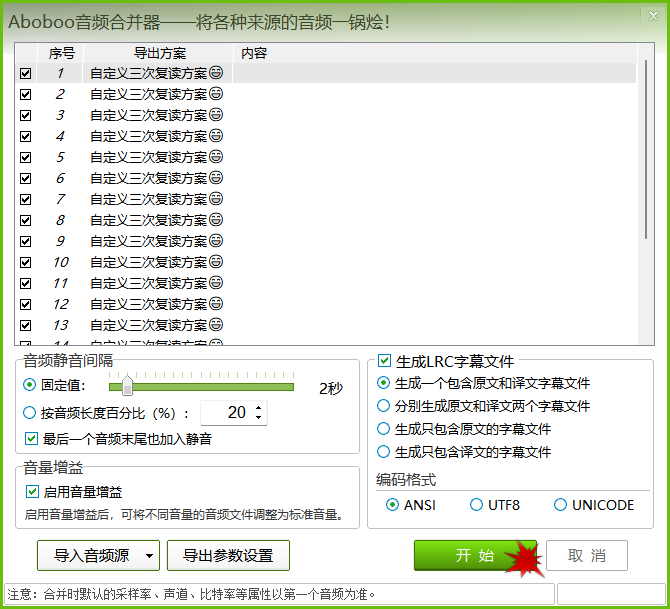 Aboboo音频合并器——将各种来源的音频一锅烩！
序号 导出方案 内容
1 自定义三次复读方案😄
2 自定义三次复读方案😄
3 自定义三次复读方案😄
4 自定义三次复读方案😄
5 自定义三次复读方案😄
6 自定义三次复读方案😄
7 自定义三次复读方案😄
8 自定义三次复读方案😄
9 自定义三次复读方案😄
10 自定义三次复读方案😄
11 自定义三次复读方案😄
12 自定义三次复读方案😄
13 自定义三次复读方案😄
14 自定义三次复读方案😄
音频静音间隔
固定值： 2秒
按音频长度百分比（%）： 20
最后一个音频末尾也加入静音
音量增益
启用音量增益
启用音量增益后，可将不同音量的音频文件调整为标准音量。
生成LRC字幕文件
生成一个包含原文和译文字幕文件
分别生成原文和译文两个字幕文件
生成只包含原文的字幕文件
生成只包含译文的字幕文件
编码格式
ANSI UTF8 UNICODE
导入音频源 导出参数设置 开 始 取 消
注意：合并时默认的采样率、声道、比特率等属性以第一个音频为准。